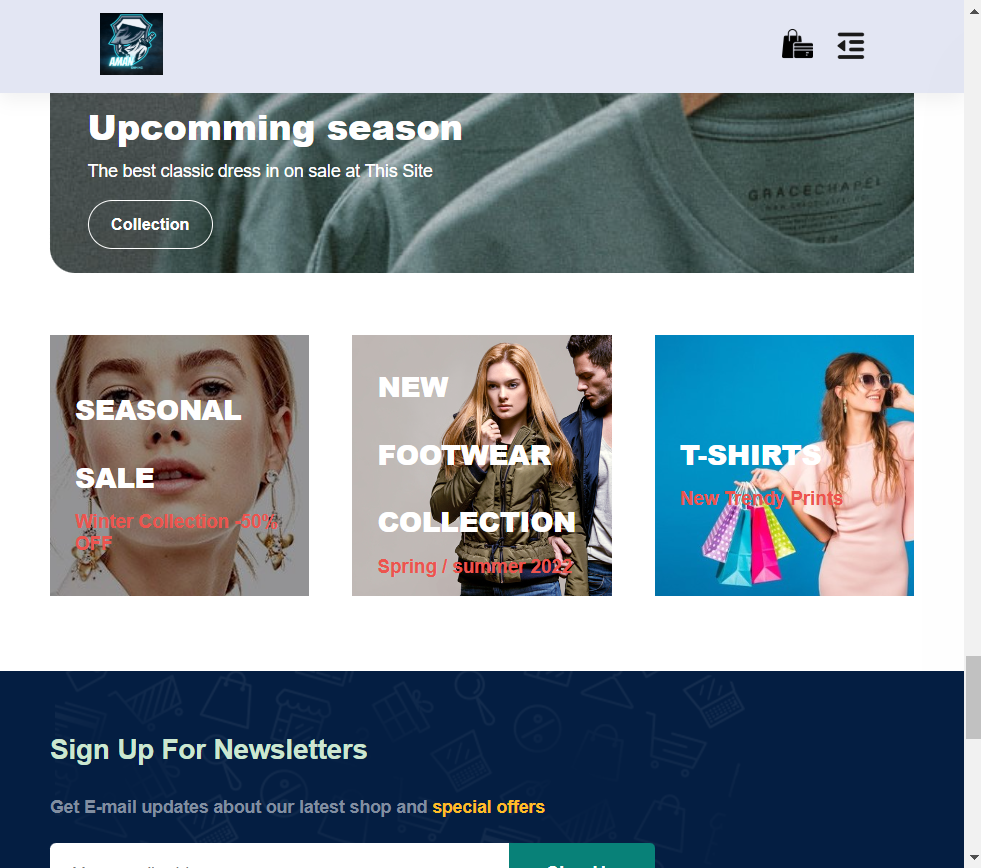 AMAN
Upcomming season
The best classic dress in on sale at This Site
Collection
GRACECHAPEL
SEASONAL
SALE
Winter Collection -50%
OFF
NEW
FOOTWEAR
COLLECTION
Spring / summer 2022
T-SHIRTS
New Trendy Prints
Sign Up For Newsletters
Get E-mail updates about our latest shop and special offers